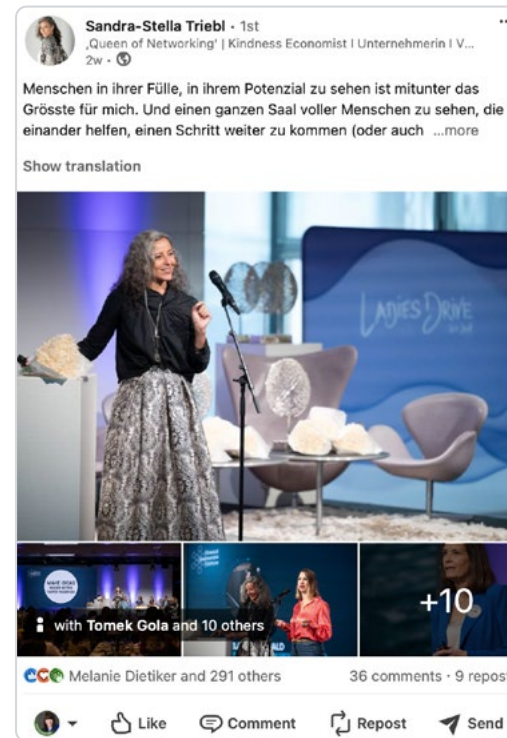 Sandra-Stella Triebl • 1st
‚Queen of Networking' | Kindness Economist I Unternehmerin I V...
2w •
Menschen in ihrer Fülle, in ihrem Potenzial zu sehen ist mitunter das
Grösste für mich. Und einen ganzen Saal voller Menschen zu sehen, die
einander helfen, einen Schritt weiter zu kommen (oder auch ...more
Show translation
LADIES DRIVE
with Tomek Gola and 10 others
+10
Melanie Dietiker and 291 others
36 comments • 9 repost
Like
Comment
Repost
Send